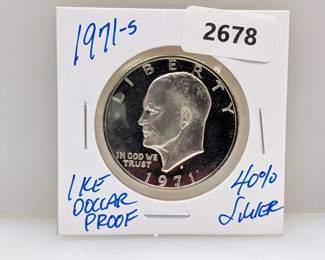 1971-S
2678
LIBERTY
IN GOD WE
TRUST
1971
IKE
DOLLAR
PROOF
40%
SILVER